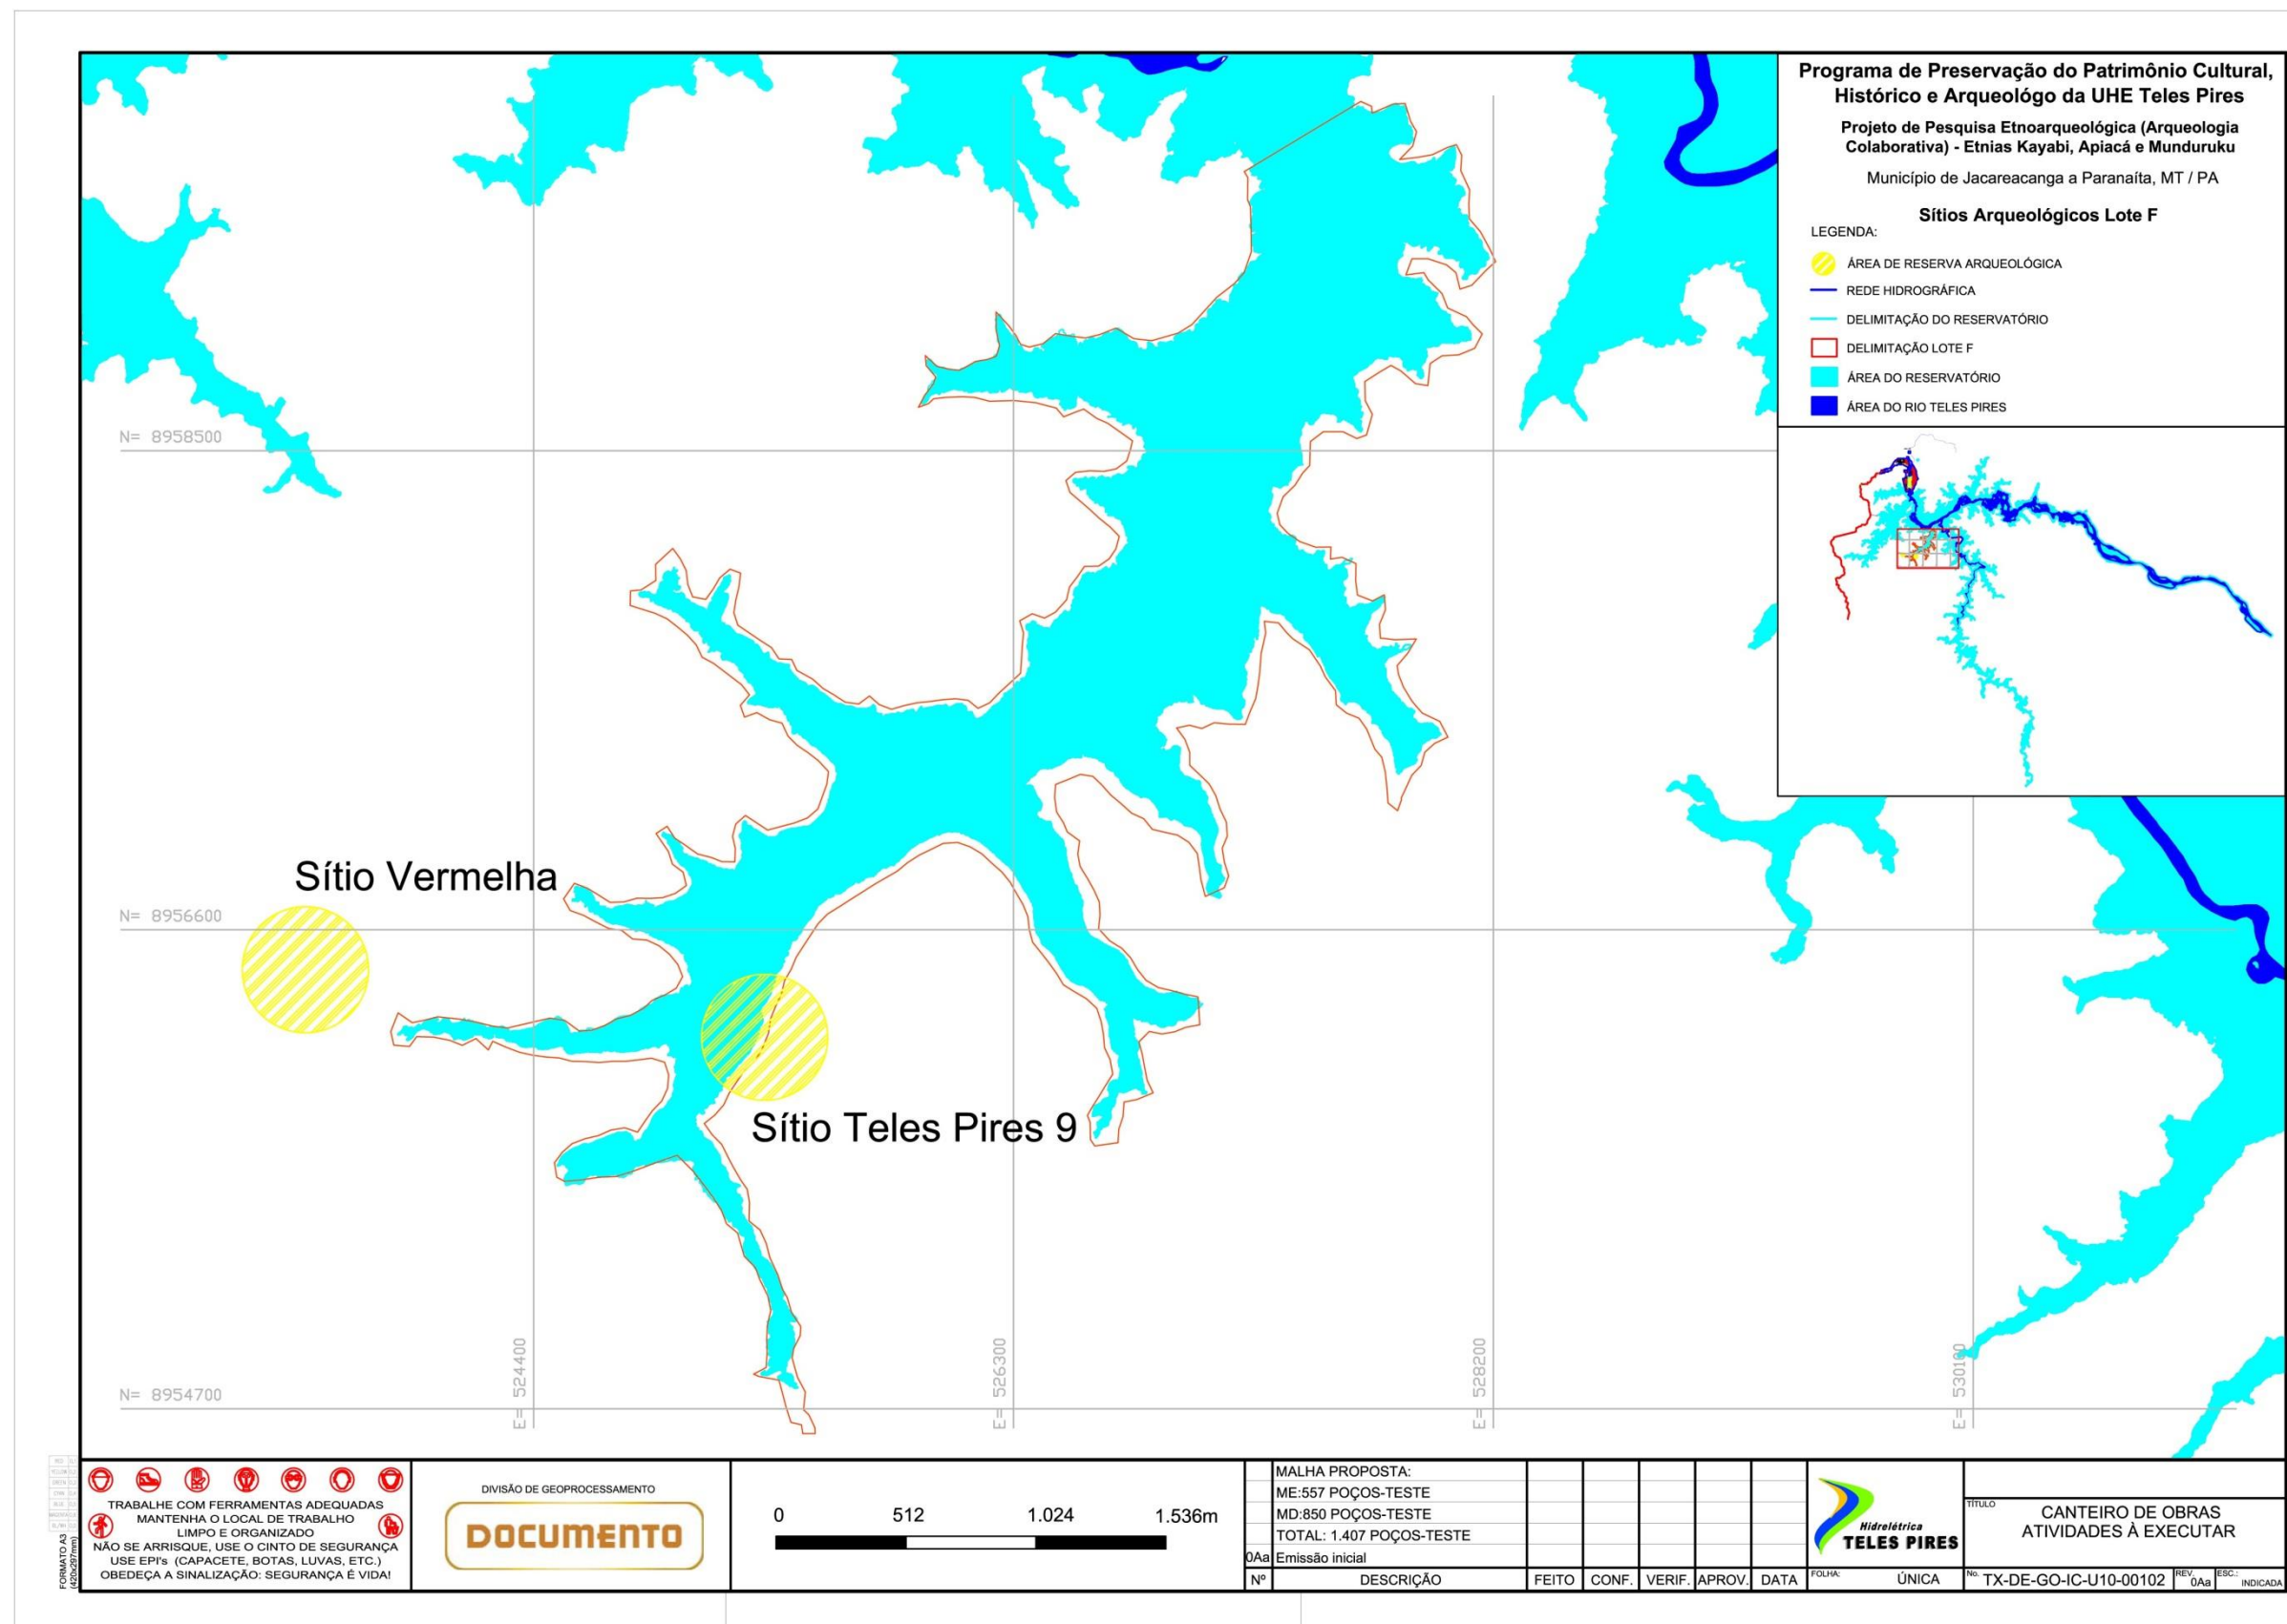 Programa de Preservação do Patrimônio Cultural,
Histórico e Arqueológo da UHE Teles Pires
Projeto de Pesquisa Etnoarqueológica (Arqueologia
Colaborativa) - Etnias Kayabi, Apiacá e Munduruku
Município de Jacareacanga a Paranaíta, MT / PA
Sítios Arqueológicos Lote F
LEGENDA:
ÁREA DE RESERVA ARQUEOLÓGICA
REDE HIDROGRÁFICA
DELIMITAÇÃO DO RESERVATÓRIO
DELIMITAÇÃO LOTE F
ÁREA DO RESERVATÓRIO
ÁREA DO RIO TELES PIRES
N= 8958500
Sítio Vermelha
N= 8956600
Sítio Teles Pires 9
N= 8954700
E= 524400
E= 526300
E= 528200
E= 530100
FORMATO A3
(420x297mm)
TRABALHE COM FERRAMENTAS ADEQUADAS
MANTENHA O LOCAL DE TRABALHO
LIMPO E ORGANIZADO
NÃO SE ARRISQUE, USE O CINTO DE SEGURANÇA
USE EPI's (CAPACETE, BOTAS, LUVAS, ETC.)
OBEDEÇA A SINALIZAÇÃO: SEGURANÇA É VIDA!
DIVISÃO DE GEOPROCESSAMENTO
DOCUMENTO
0 512 1.024 1.536m
MALHA PROPOSTA:
ME:557 POÇOS-TESTE
MD:850 POÇOS-TESTE
TOTAL: 1.407 POÇOS-TESTE
0Aa Emissão inicial
Nº DESCRIÇÃO FEITO CONF. VERIF. APROV. DATA
Hidrelétrica
TELES PIRES
FOLHA: ÚNICA
TÍTULO
CANTEIRO DE OBRAS
ATIVIDADES À EXECUTAR
No. TX-DE-GO-IC-U10-00102 REV. 0Aa ESC.: INDICADA